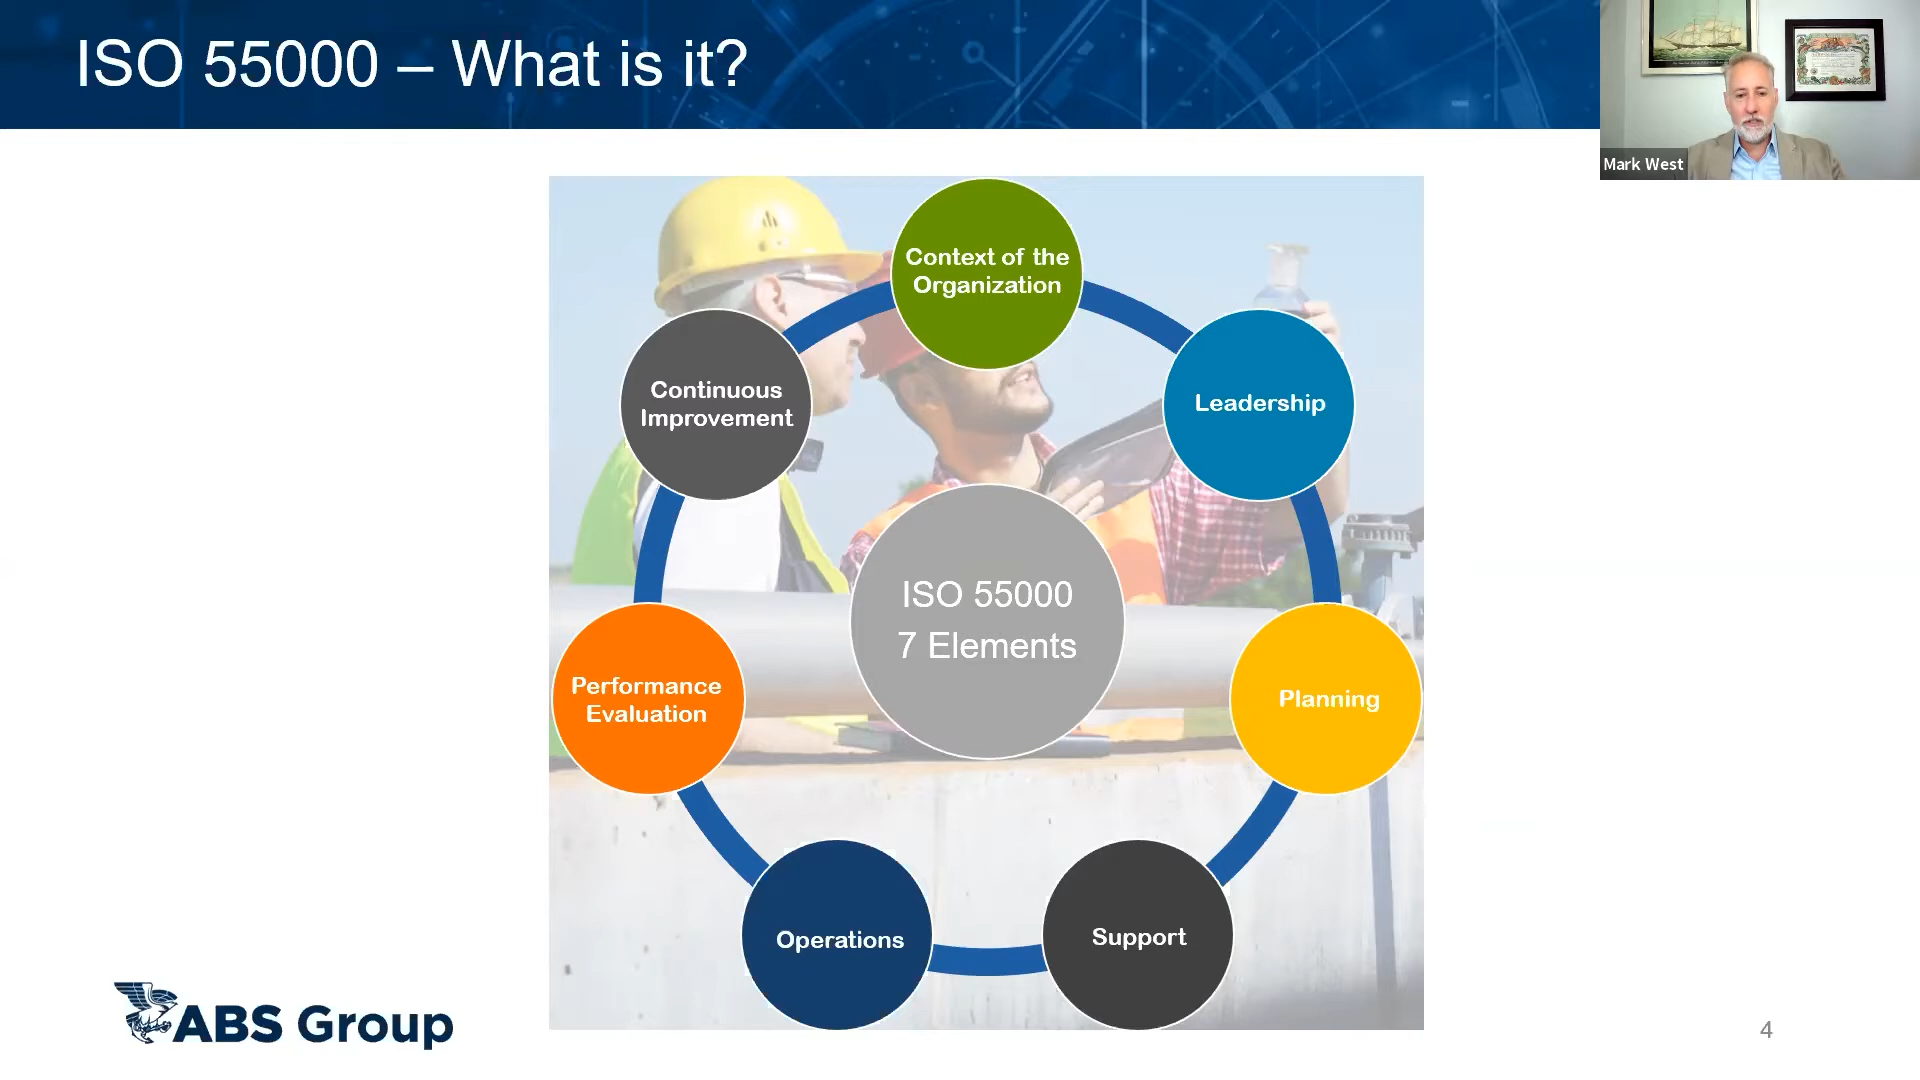 ISO 55000 – What is it?
Mark West
Context of the
Organization
Leadership
Planning
Support
Operations
Performance
Evaluation
Continuous
Improvement
ISO 55000
7 Elements
ABS Group
4